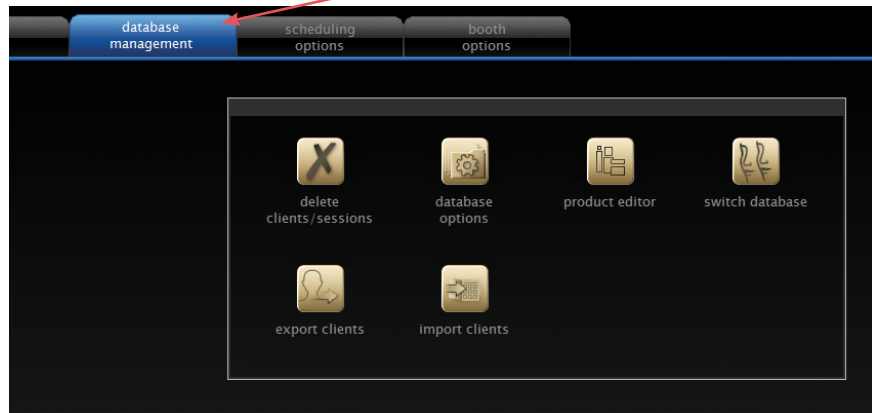 database
management
scheduling
options
booth
options
delete
clients/sessions
database
options
product editor
switch database
export clients
import clients